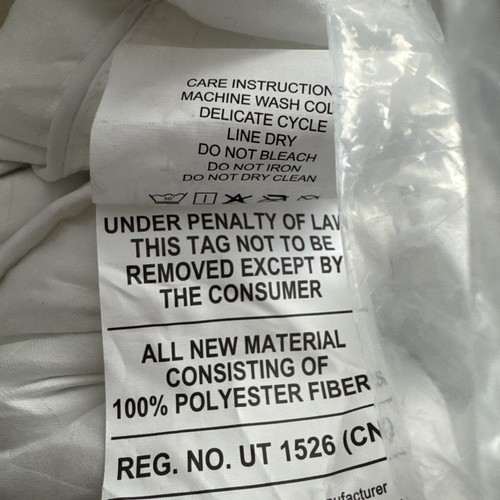 CARE INSTRUCTION
MACHINE WASH COL
DELICATE CYCLE
LINE DRY
DO NOT BLEACH
DO NOT IRON
DO NOT DRY CLEAN
30
UNDER PENALTY OF LAW
THIS TAG NOT TO BE
REMOVED EXCEPT BY
THE CONSUMER
ALL NEW MATERIAL
CONSISTING OF
100% POLYESTER FIBER
REG. NO. UT 1526 (CN)
ufacturer